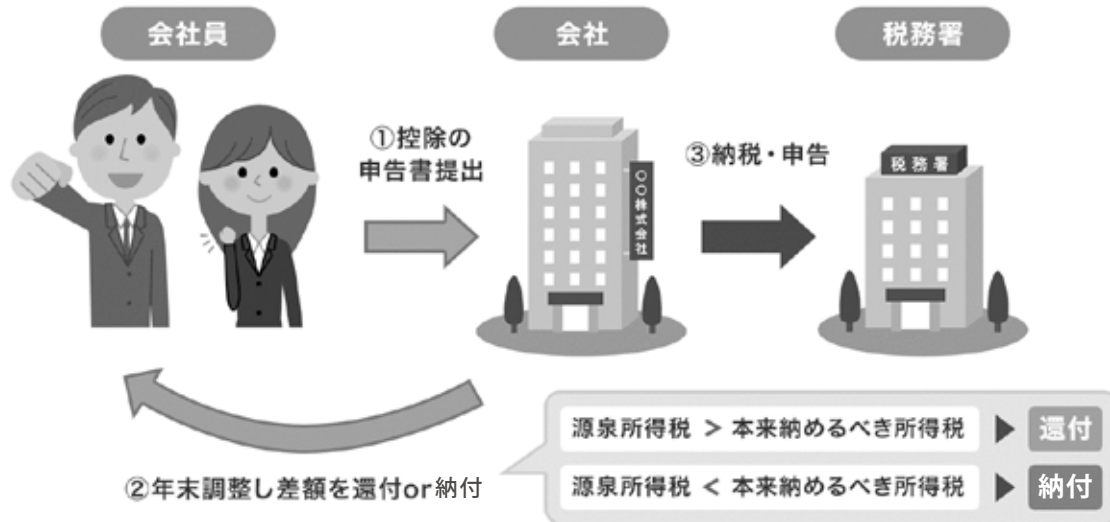 会社員
会社
税務署
①控除の
申告書提出
③納税・申告
〇〇株式会社
税務署
②年末調整し差額を還付or納付
源泉所得税 > 本来納めるべき所得税 ▶ 還付
源泉所得税 < 本来納めるべき所得税 ▶ 納付